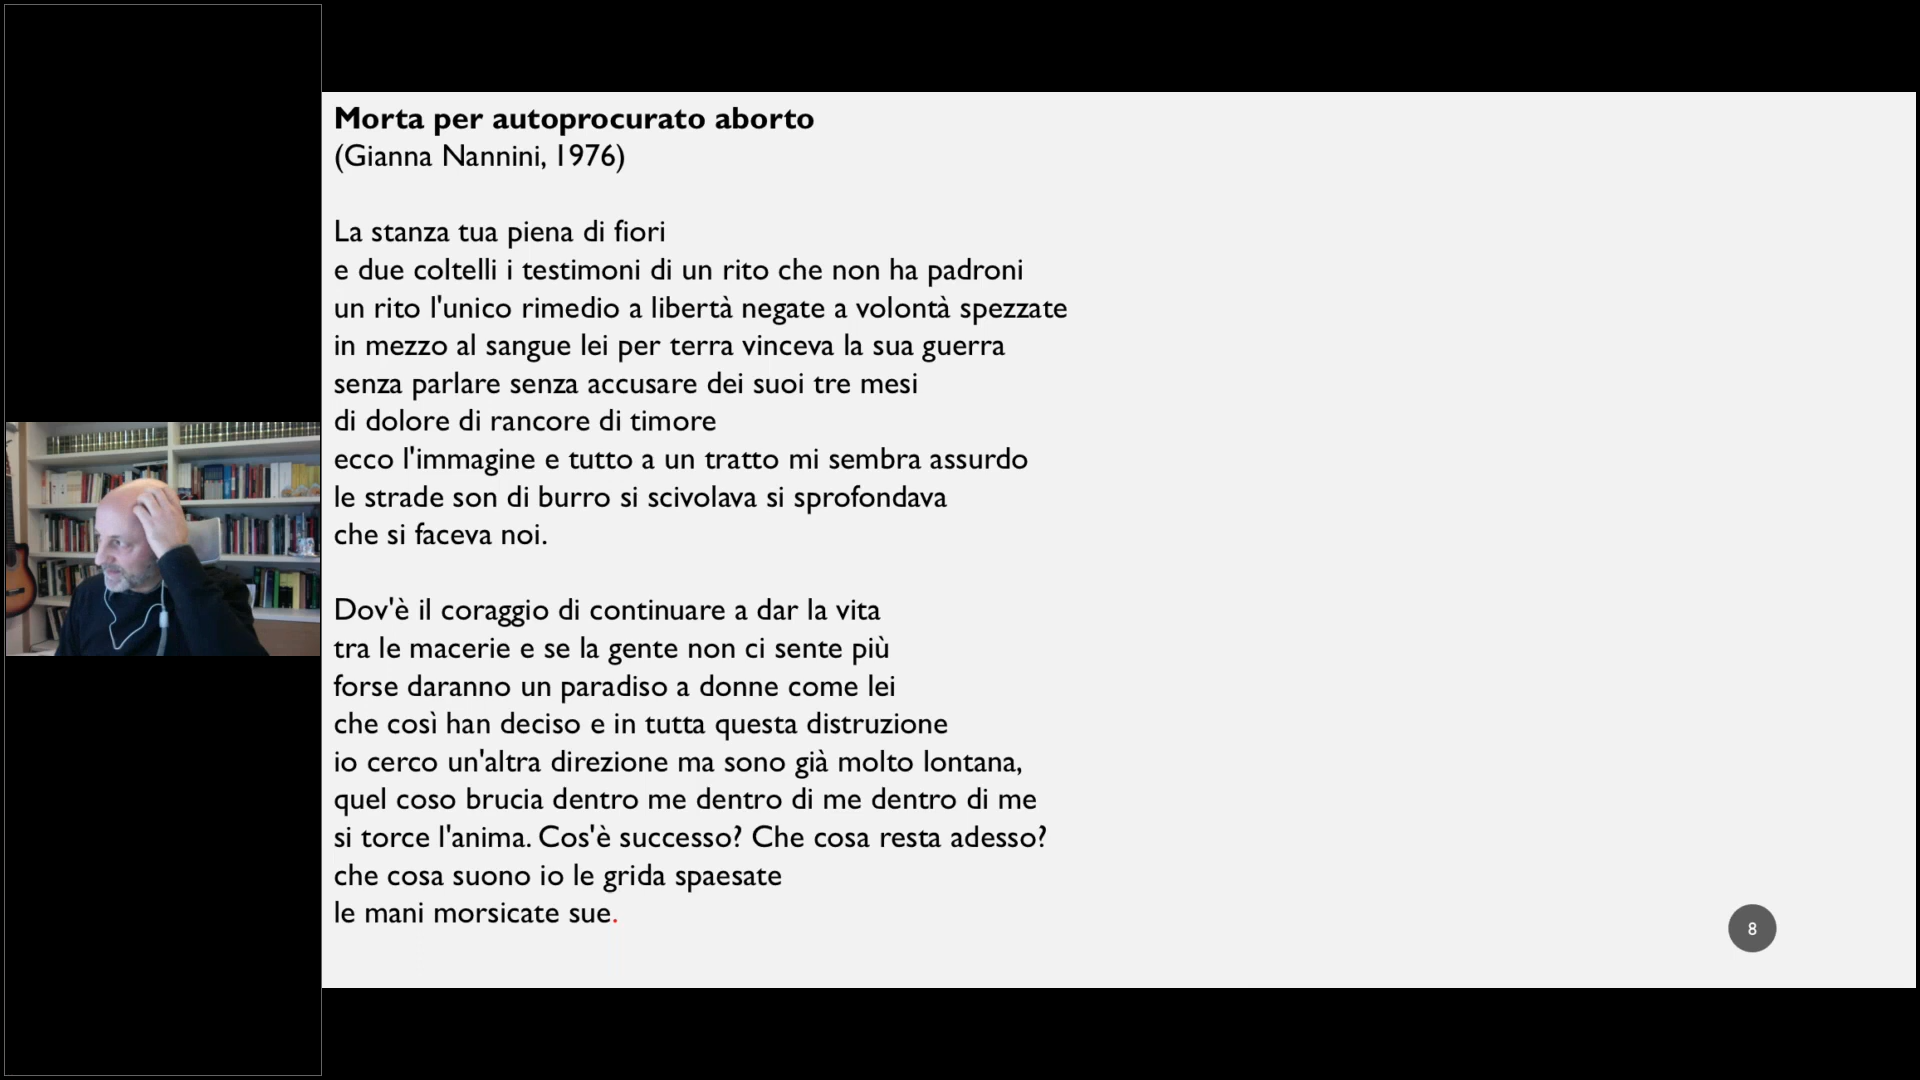 Morta per autoprocurato aborto
(Gianna Nannini, 1976)
La stanza tua piena di fiori
e due coltelli i testimoni di un rito che non ha padroni
un rito l'unico rimedio a libertà negate a volontà spezzate
in mezzo al sangue lei per terra vinceva la sua guerra
senza parlare senza accusare dei suoi tre mesi
di dolore di rancore di timore
ecco l'immagine e tutto a un tratto mi sembra assurdo
le strade son di burro si scivolava si sprofondava
che si faceva noi.
Dov'è il coraggio di continuare a dar la vita
tra le macerie e se la gente non ci sente più
forse daranno un paradiso a donne come lei
che così han deciso e in tutta questa distruzione
io cerco un'altra direzione ma sono già molto lontana,
quel coso brucia dentro me dentro di me dentro di me
si torce l'anima. Cos'è successo? Che cosa resta adesso?
che cosa suono io le grida spaesate
le mani morsicate sue.
8